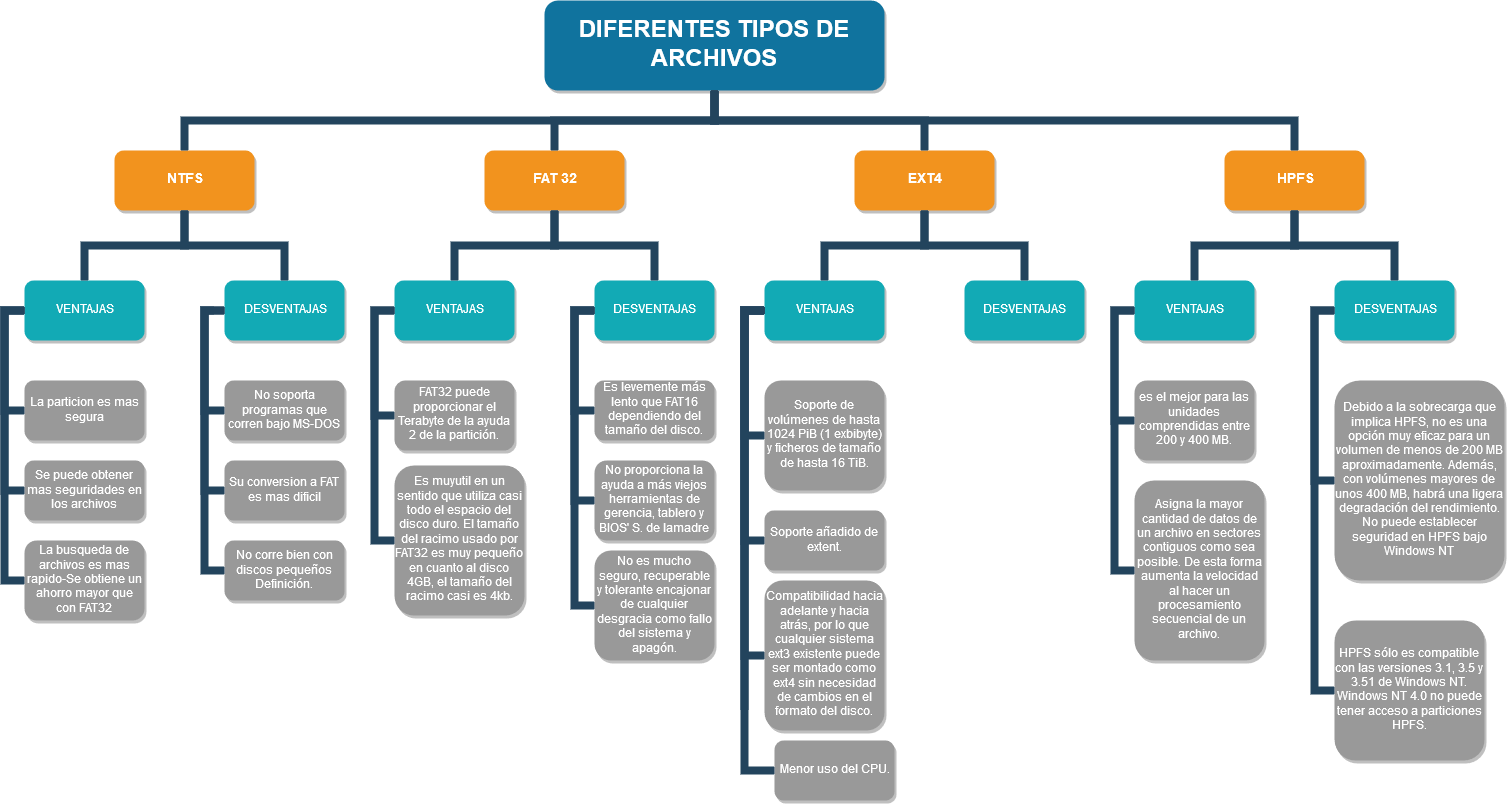 DIFERENTES TIPOS DE
ARCHIVOS
NTFS
FAT 32
EXT4
HPFS
VENTAJAS
DESVENTAJAS
VENTAJAS
DESVENTAJAS
VENTAJAS
DESVENTAJAS
VENTAJAS
DESVENTAJAS
La particion es mas
segura
Se puede obtener
mas seguridades en
los archivos
La busqueda de
archivos es mas
rapido-Se obtiene un
ahorro mayor que
con FAT32
No soporta
programas que
corren bajo MS-DOS
Su conversion a FAT
es mas dificil
No corre bien con
discos pequeños
Definición.
FAT32 puede
proporcionar el
Terabyte de la ayuda
2 de la partición.
Es muyutil en un
sentido que utiliza casi
todo el espacio del
disco duro. El tamaño
del racimo usado por
FAT32 es muy pequeño
en cuanto al disco
4GB, el tamaño del
racimo casi es 4kb.
Es levemente más
lento que FAT16
dependiendo del
tamaño del disco.
No proporciona la
ayuda a más viejos
herramientas de
gerencia, tablero y
BIOS' S. de lamadre
No es mucho
seguro, recuperable
y tolerante encajonar
de cualquier
desgracia como fallo
del sistema y
apagón.
Soporte de
volúmenes de hasta
1024 PiB (1 exbibyte)
y ficheros de tamaño
de hasta 16 TiB.
Soporte añadido de
extent.
Compatibilidad hacia
adelante y hacia
atrás, por lo que
cualquier sistema
ext3 existente puede
ser montado como
ext4 sin necesidad
de cambios en el
formato del disco.
Menor uso del CPU.
es el mejor para las
unidades
comprendidas entre
200 y 400 MB.
Asigna la mayor
cantidad de datos de
un archivo en sectores
contiguos como sea
posible. De esta forma
aumenta la velocidad
al hacer un
procesamiento
secuencial de un
archivo.
Debido a la sobrecarga que
implica HPFS, no es una
opción muy eficaz para un
volumen de menos de 200 MB
aproximadamente. Además,
con volúmenes mayores de
unos 400 MB, habrá una ligera
degradación del rendimiento.
No puede establecer
seguridad en HPFS bajo
Windows NT
HPFS sólo es compatible
con las versiones 3.1, 3.5 y
3.51 de Windows NT.
Windows NT 4.0 no puede
tener acceso a particiones
HPFS.